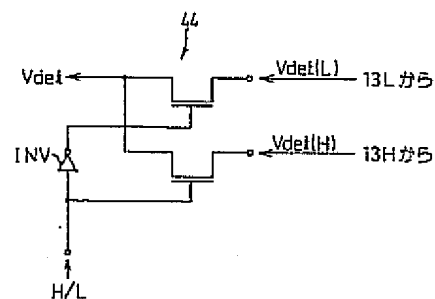 44
Vdet
Vdet(L)
13Lから
INV
Vdet(H)
13Hから
H/L